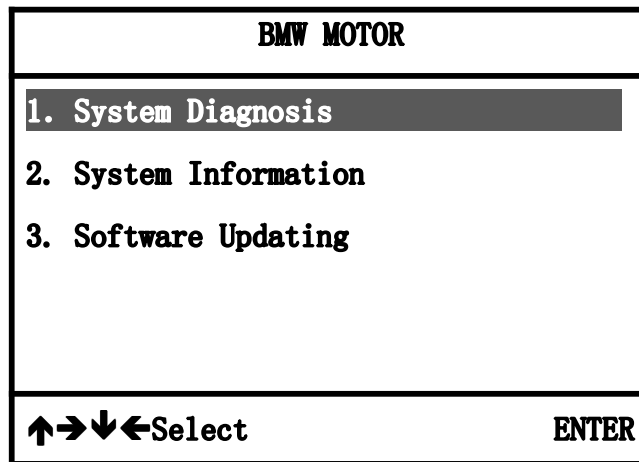 BMW MOTOR
1. System Diagnosis
2. System Information
3. Software Updating
↑→↓←Select ENTER